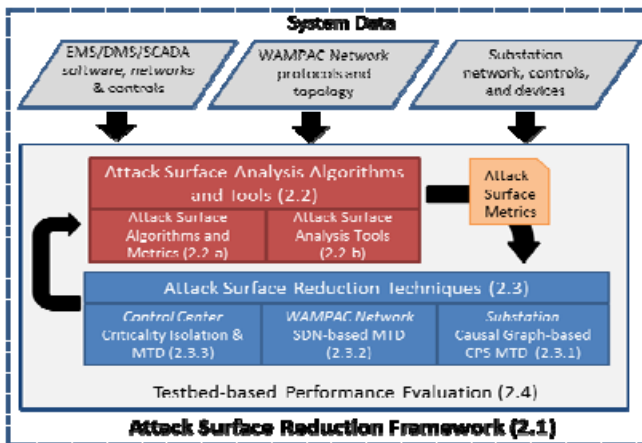 System Data
EMS/DMS/SCADA
software, networks
& controls
WAMPAC Network
protocols and
topology
Substation
network, controls,
and devices
Attack Surface Analysis Algorithms
and Tools (2.2)
Attack Surface
Algorithms and
Metrics (2.2-a)
Attack Surface
Analysis Tools
(2.2-b)
Attack
Surface
Metrics
Attack Surface Reduction Techniques (2.3)
Control Center
Criticality Isolation &
MTD (2.3.3)
WAMPAC Network
SDN-based MTD
(2.3.2)
Substation
Causal Graph-based
CPS MTD (2.3.1)
Testbed-based Performance Evaluation (2.4)
Attack Surface Reduction Framework (2.1)